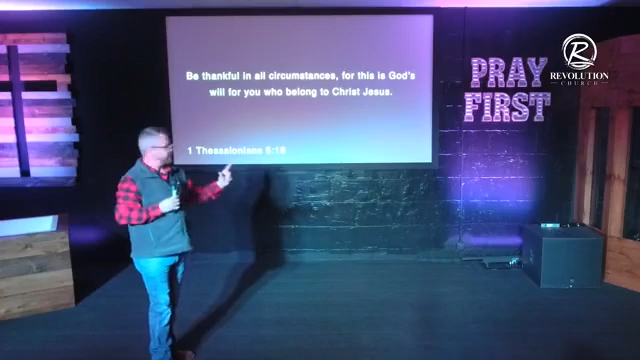 Be thankful in all circumstances, for this is God's
will for you who belong to Christ Jesus.
1 Thessalonians 5:18
PRAY
FIRST
R
REVOLUTION
CHURCH